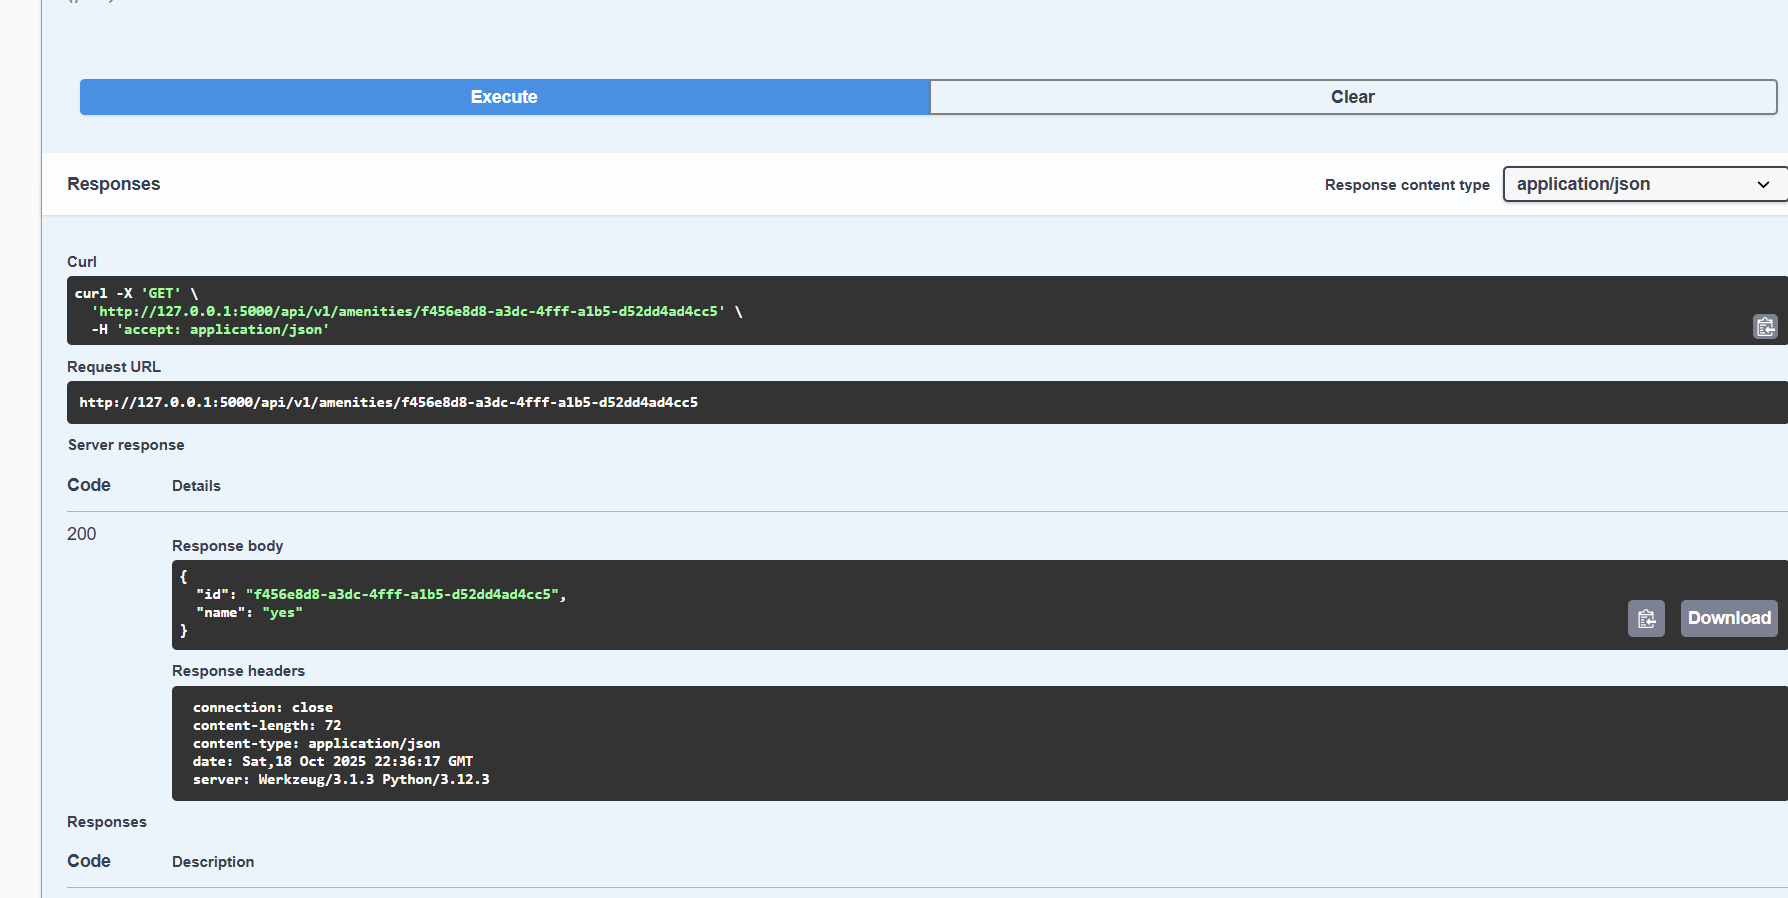 Execute
Clear
Responses
Response content type
application/json
Curl
curl -X 'GET' \
'http://127.0.0.1:5000/api/v1/amenities/f456e8d8-a3dc-4fff-a1b5-d52dd4ad4cc5' \
-H 'accept: application/json'
Request URL
http://127.0.0.1:5000/api/v1/amenities/f456e8d8-a3dc-4fff-a1b5-d52dd4ad4cc5
Server response
Code Details
200
Response body
{
"id": "f456e8d8-a3dc-4fff-a1b5-d52dd4ad4cc5",
"name": "yes"
}
Download
Response headers
connection: close
content-length: 72
content-type: application/json
date: Sat,18 Oct 2025 22:36:17 GMT
server: Werkzeug/3.1.3 Python/3.12.3
Responses
Code Description